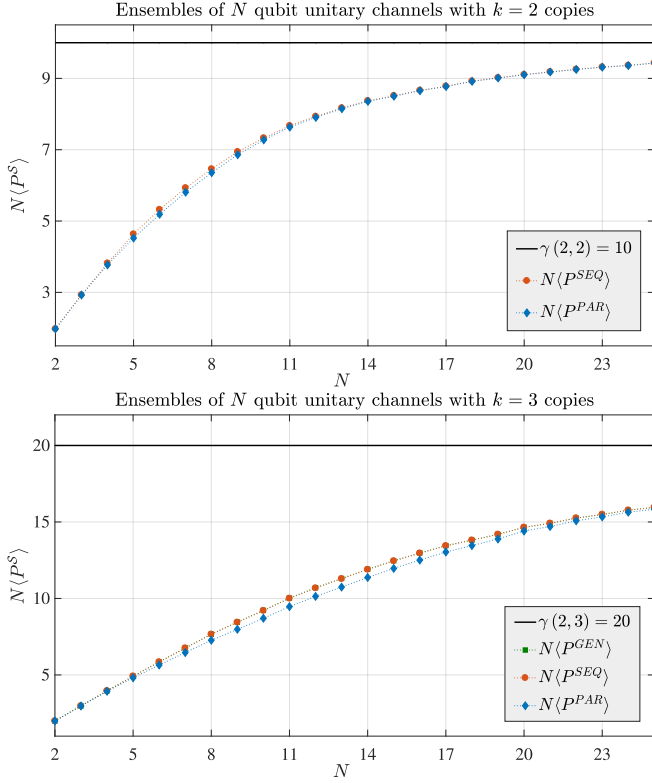 Ensembles of N qubit unitary channels with k = 2 copies
9
7
5
3
N⟨P^S⟩
γ (2, 2) = 10
N⟨P^SEQ⟩
N⟨P^PAR⟩
2 5 8 11 14 17 20 23
N
Ensembles of N qubit unitary channels with k = 3 copies
20
15
10
5
N⟨P^S⟩
γ (2, 3) = 20
N⟨P^GEN⟩
N⟨P^SEQ⟩
N⟨P^PAR⟩
2 5 8 11 14 17 20 23
N